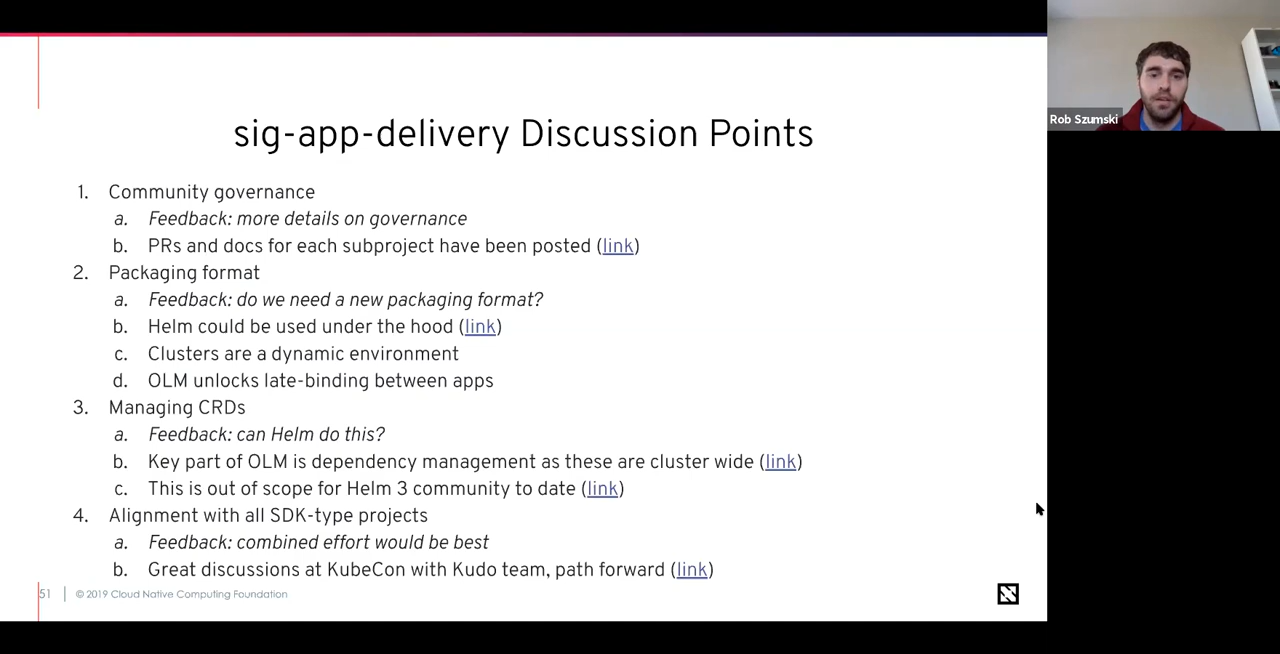 sig-app-delivery Discussion Points
1. Community governance
a. Feedback: more details on governance
b. PRs and docs for each subproject have been posted (link)
2. Packaging format
a. Feedback: do we need a new packaging format?
b. Helm could be used under the hood (link)
c. Clusters are a dynamic environment
d. OLM unlocks late-binding between apps
3. Managing CRDs
a. Feedback: can Helm do this?
b. Key part of OLM is dependency management as these are cluster wide (link)
c. This is out of scope for Helm 3 community to date (link)
4. Alignment with all SDK-type projects
a. Feedback: combined effort would be best
b. Great discussions at KubeCon with Kudo team, path forward (link)
51 | © 2019 Cloud Native Computing Foundation
Rob Szumski